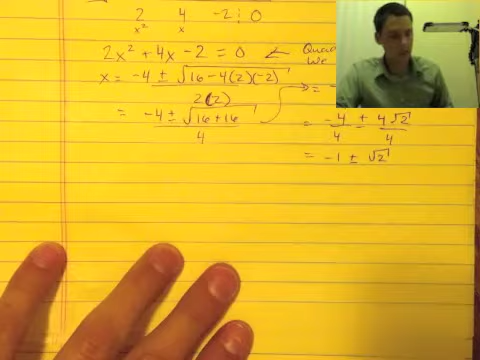 2 4 -2 ⋮ 0
x² x
2x² + 4x - 2 = 0 ←
We
x = -4 ± √16 - 4(2)(-2)
2(2)
= -4 ± √16 + 16
4
=
= -4 ± 4√2
4 4
= -1 ± √2